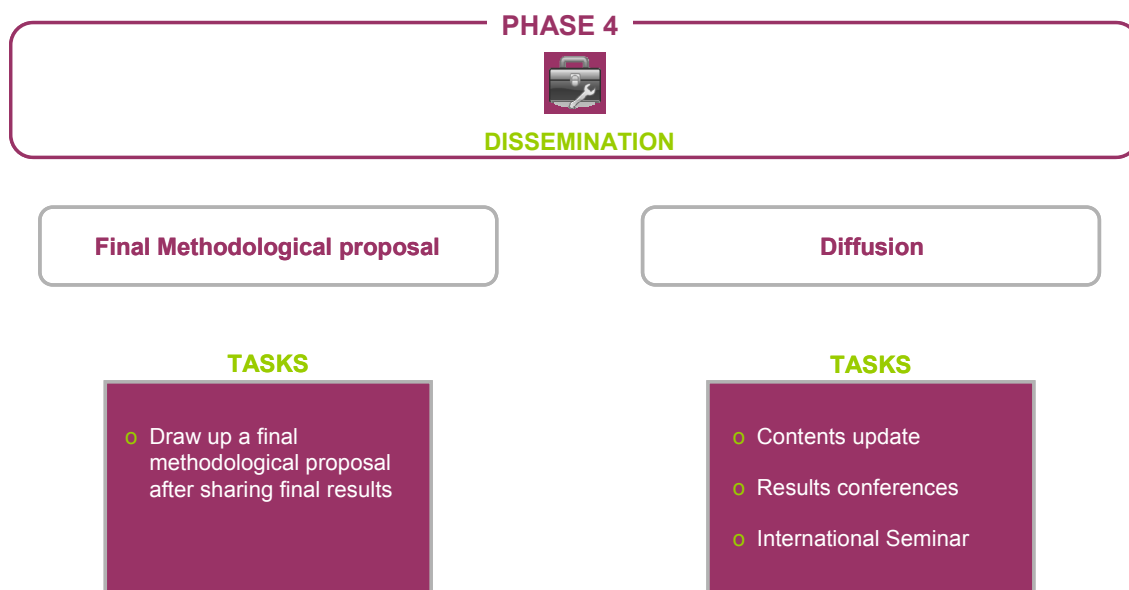 PHASE 4
DISSEMINATION
Final Methodological proposal
Diffusion
TASKS
o Draw up a final
methodological proposal
after sharing final results
TASKS
o Contents update
o Results conferences
o International Seminar